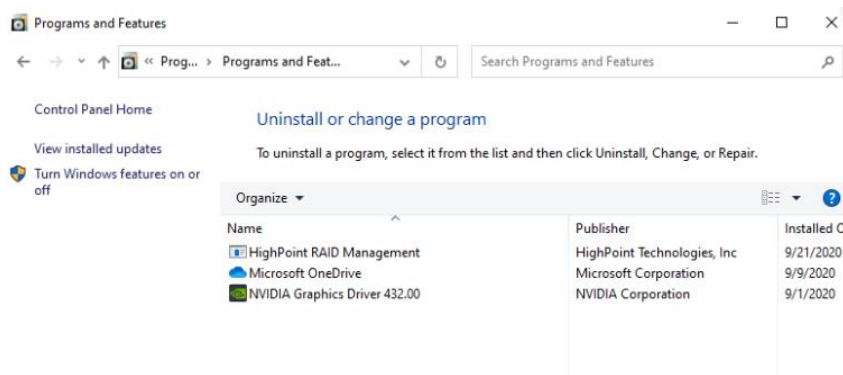 Programs and Features
« Prog... › Programs and Feat...
Search Programs and Features
Control Panel Home
View installed updates
Turn Windows features on or
off
Uninstall or change a program
To uninstall a program, select it from the list and then click Uninstall, Change, or Repair.
Organize
Name Publisher Installed O
HighPoint RAID Management HighPoint Technologies, Inc 9/21/2020
Microsoft OneDrive Microsoft Corporation 9/9/2020
NVIDIA Graphics Driver 432.00 NVIDIA Corporation 9/1/2020